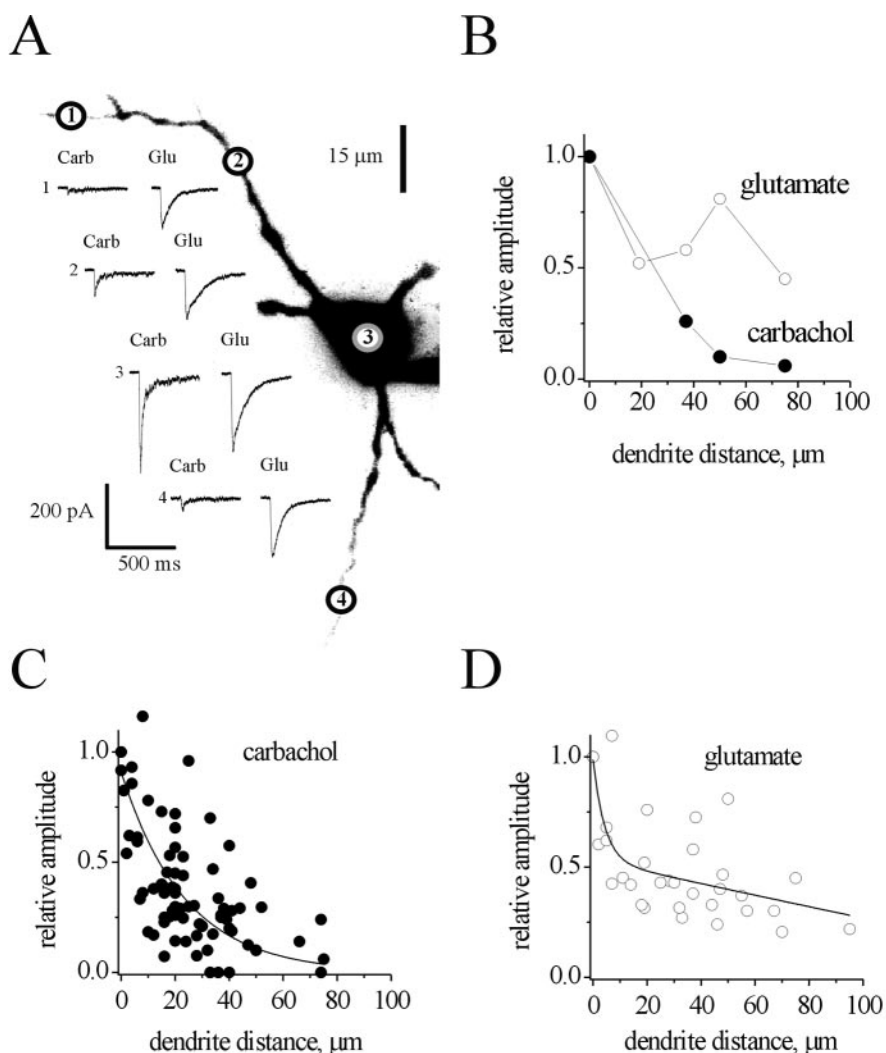 A
1
2
15 μm
Carb Glu
1
Carb Glu
2
3
Carb Glu
3
Carb Glu
4
200 pA
500 ms
4
B
relative amplitude
1.0
0.5
0.0
glutamate
carbachol
0 20 40 60 80 100
dendrite distance, μm
C
relative amplitude
1.0
0.5
0.0
carbachol
0 20 40 60 80 100
dendrite distance, μm
D
relative amplitude
1.0
0.5
0.0
glutamate
0 20 40 60 80 100
dendrite distance, μm